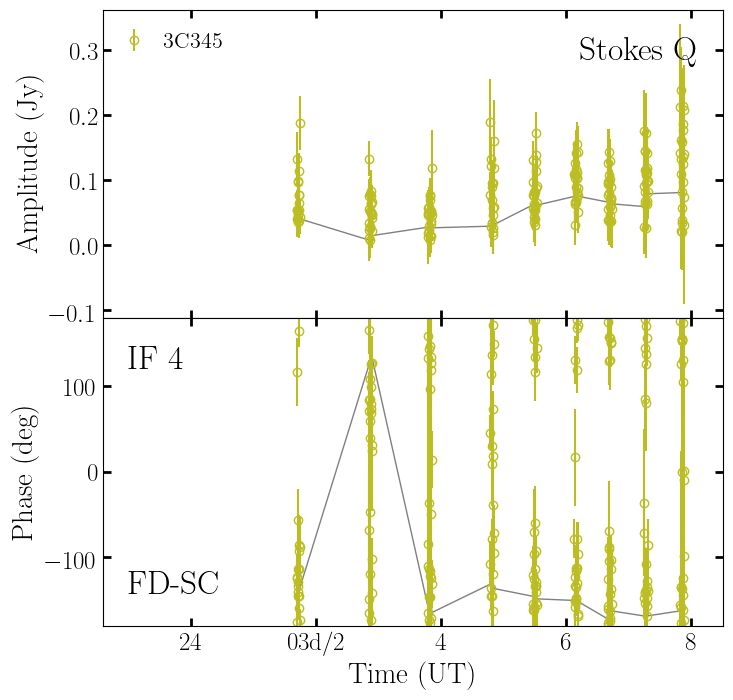 3C345
Stokes Q
Amplitude (Jy)
0.3
0.2
0.1
0.0
−0.1
IF 4
FD-SC
Phase (deg)
100
0
−100
24
03d/2
4
6
8
Time (UT)